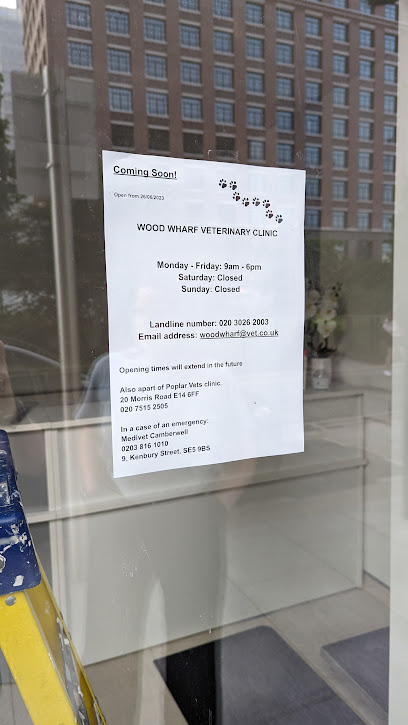 Coming Soon!
Open from 26/06/2023
WOOD WHARF VETERINARY CLINIC
Monday - Friday: 9am - 6pm
Saturday: Closed
Sunday: Closed
Landline number: 020 3026 2003
Email address: woodwharf@vet.co.uk
Opening times will extend in the future
Also apart of Poplar Vets clinic.
20 Morris Road E14 6FF
020 7515 2505
In a case of an emergency:
Medivet Camberwell
0203 816 1010
9, Kenbury Street, SE5 9BS